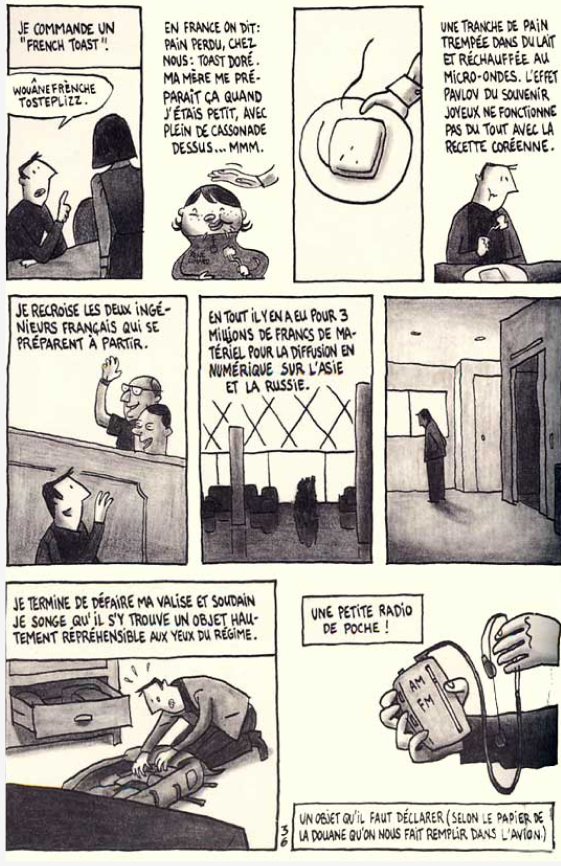 JE COMMANDE UN
"FRENCH TOAST".
WOUÂNE FRÈNCHE
TOSTEPLIZZ.
EN FRANCE ON DIT:
PAIN PERDU, CHEZ
NOUS: TOAST DORÉ.
MA MÈRE ME PRÉ-
PARAIT ÇA QUAND
J'ÉTAIS PETIT, AVEC
PLEIN DE CASSONADE
DESSUS... MMM.
UNE TRANCHE DE PAIN
TREMPÉE DANS DU LAIT
ET RÉCHAUFFÉE AU
MICRO-ONDES. L'EFFET
PAVLOV DU SOUVENIR
JOYEUX NE FONCTIONNE
PAS DU TOUT AVEC LA
RECETTE CORÉENNE.
JE RECROISE LES DEUX INGÉ-
NIEURS FRANÇAIS QUI SE
PRÉPARENT À PARTIR.
EN TOUT IL Y EN A EU POUR 3
MILLIONS DE FRANCS DE MA-
TÉRIEL POUR LA DIFFUSION EN
NUMÉRIQUE SUR L'ASIE
ET LA RUSSIE.
JE TERMINE DE DÉFAIRE MA VALISE ET SOUDAIN
JE SONGE QU'IL S'Y TROUVE UN OBJET HAU-
TEMENT RÉPRÉHENSIBLE AUX YEUX DU RÉGIME.
UNE PETITE RADIO
DE POCHE !
AM
FM
UN OBJET QU'IL FAUT DÉCLARER (SELON LE PAPIER DE
LA DOUANE QU'ON NOUS FAIT REMPLIR DANS L'AVION.)
3/6